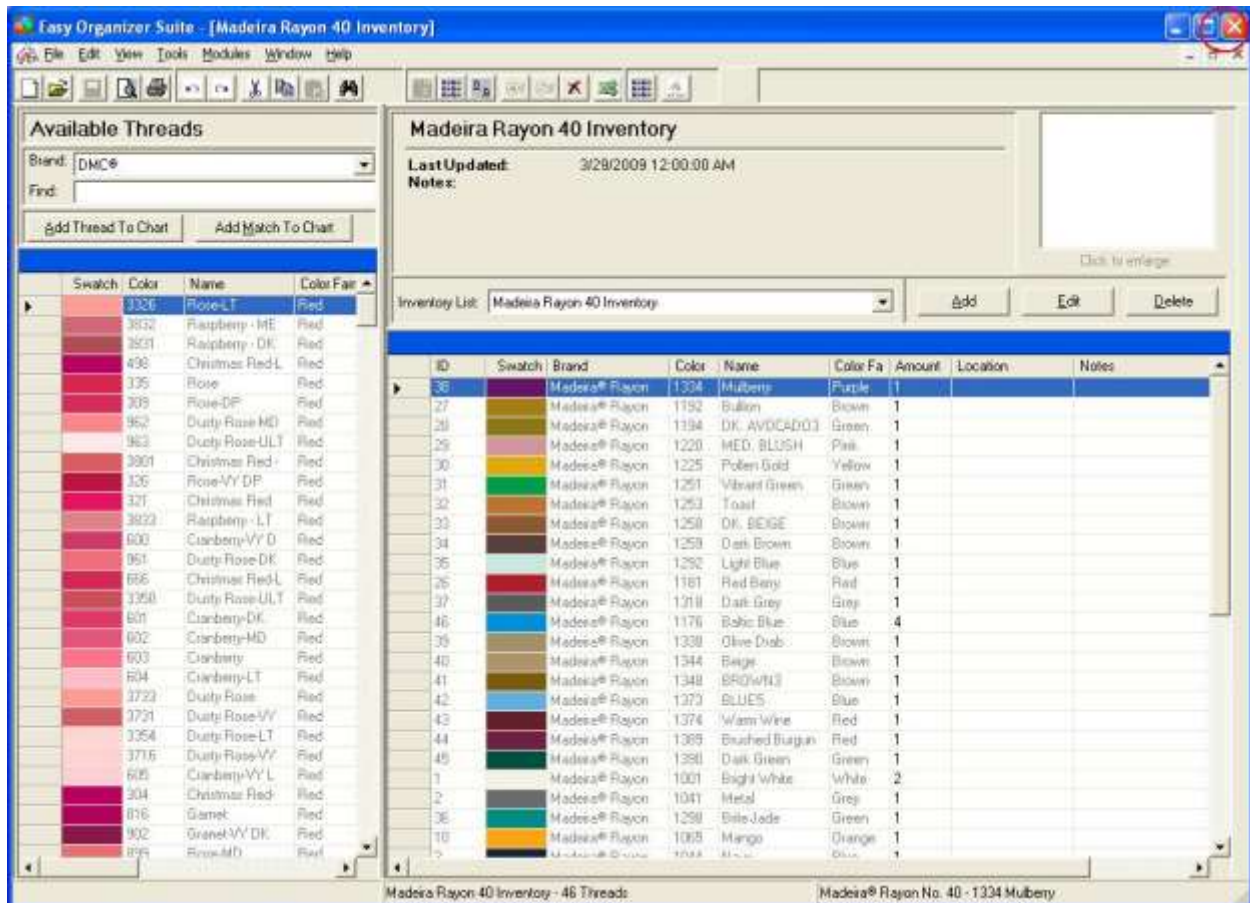 Easy Organizer Suite - [Madeira Rayon 40 Inventory]
File Edit View Tools Modules Window Help
Available Threads
Brand: DMC®
Find:
Add Thread To Chart Add Match To Chart
Swatch Color Name Color Fam
3326 Rose-LT Red
3832 Raspberry - ME Red
3831 Raspberry - DK Red
498 Christmas Red-L Red
335 Rose Red
309 Rose-DP Red
962 Dusty Rose MD Red
963 Dusty Rose-ULT Red
3801 Christmas Red - Red
326 Rose-VY DP Red
321 Christmas Red Red
3833 Raspberry - LT Red
600 Cranberry-VY D Red
961 Dusty Rose-DK Red
666 Christmas Red-L Red
3350 Dusty Rose-ULT Red
601 Cranberry-DK Red
602 Cranberry-MD Red
603 Cranberry Red
604 Cranberry-LT Red
3733 Dusty Rose Red
3731 Dusty Rose-VY Red
3354 Dusty Rose-LT Red
3716 Dusty Rose-VY Red
605 Cranberry-VY L Red
304 Christmas Red- Red
816 Garnet Red
902 Granet-VY DK Red
899 Rose-MD Red
Madeira Rayon 40 Inventory
Last Updated: 3/29/2009 12:00:00 AM
Notes:
Click to enlarge
Inventory List: Madeira Rayon 40 Inventory Add Edit Delete
ID Swatch Brand Color Name Color Fa Amount Location Notes
38 Madeira® Rayon 1334 Mulberry Purple 1
27 Madeira® Rayon 1192 Bullion Brown 1
28 Madeira® Rayon 1194 DK. AVOCADO3 Green 1
29 Madeira® Rayon 1220 MED. BLUSH Pink 1
30 Madeira® Rayon 1225 Pollen Gold Yellow 1
31 Madeira® Rayon 1251 Vibrant Green Green 1
32 Madeira® Rayon 1253 Toast Brown 1
33 Madeira® Rayon 1258 DK. BEIGE Brown 1
34 Madeira® Rayon 1259 Dark Brown Brown 1
35 Madeira® Rayon 1292 Light Blue Blue 1
26 Madeira® Rayon 1181 Red Berry Red 1
37 Madeira® Rayon 1318 Dark Grey Grey 1
46 Madeira® Rayon 1176 Baltic Blue Blue 4
39 Madeira® Rayon 1338 Olive Drab Brown 1
40 Madeira® Rayon 1344 Beige Brown 1
41 Madeira® Rayon 1348 BROWN3 Brown 1
42 Madeira® Rayon 1373 BLUE5 Blue 1
43 Madeira® Rayon 1374 Warm Wine Red 1
44 Madeira® Rayon 1389 Brushed Burgun Red 1
45 Madeira® Rayon 1390 Dark Green Green 1
1 Madeira® Rayon 1001 Bright White White 2
2 Madeira® Rayon 1041 Metal Grey 1
36 Madeira® Rayon 1298 Brite Jade Green 1
10 Madeira® Rayon 1065 Mango Orange 1
Madeira® Rayon 1044 Navy Blue 1
Madeira Rayon 40 Inventory - 46 Threads Madeira® Rayon No. 40 - 1334 Mulberry